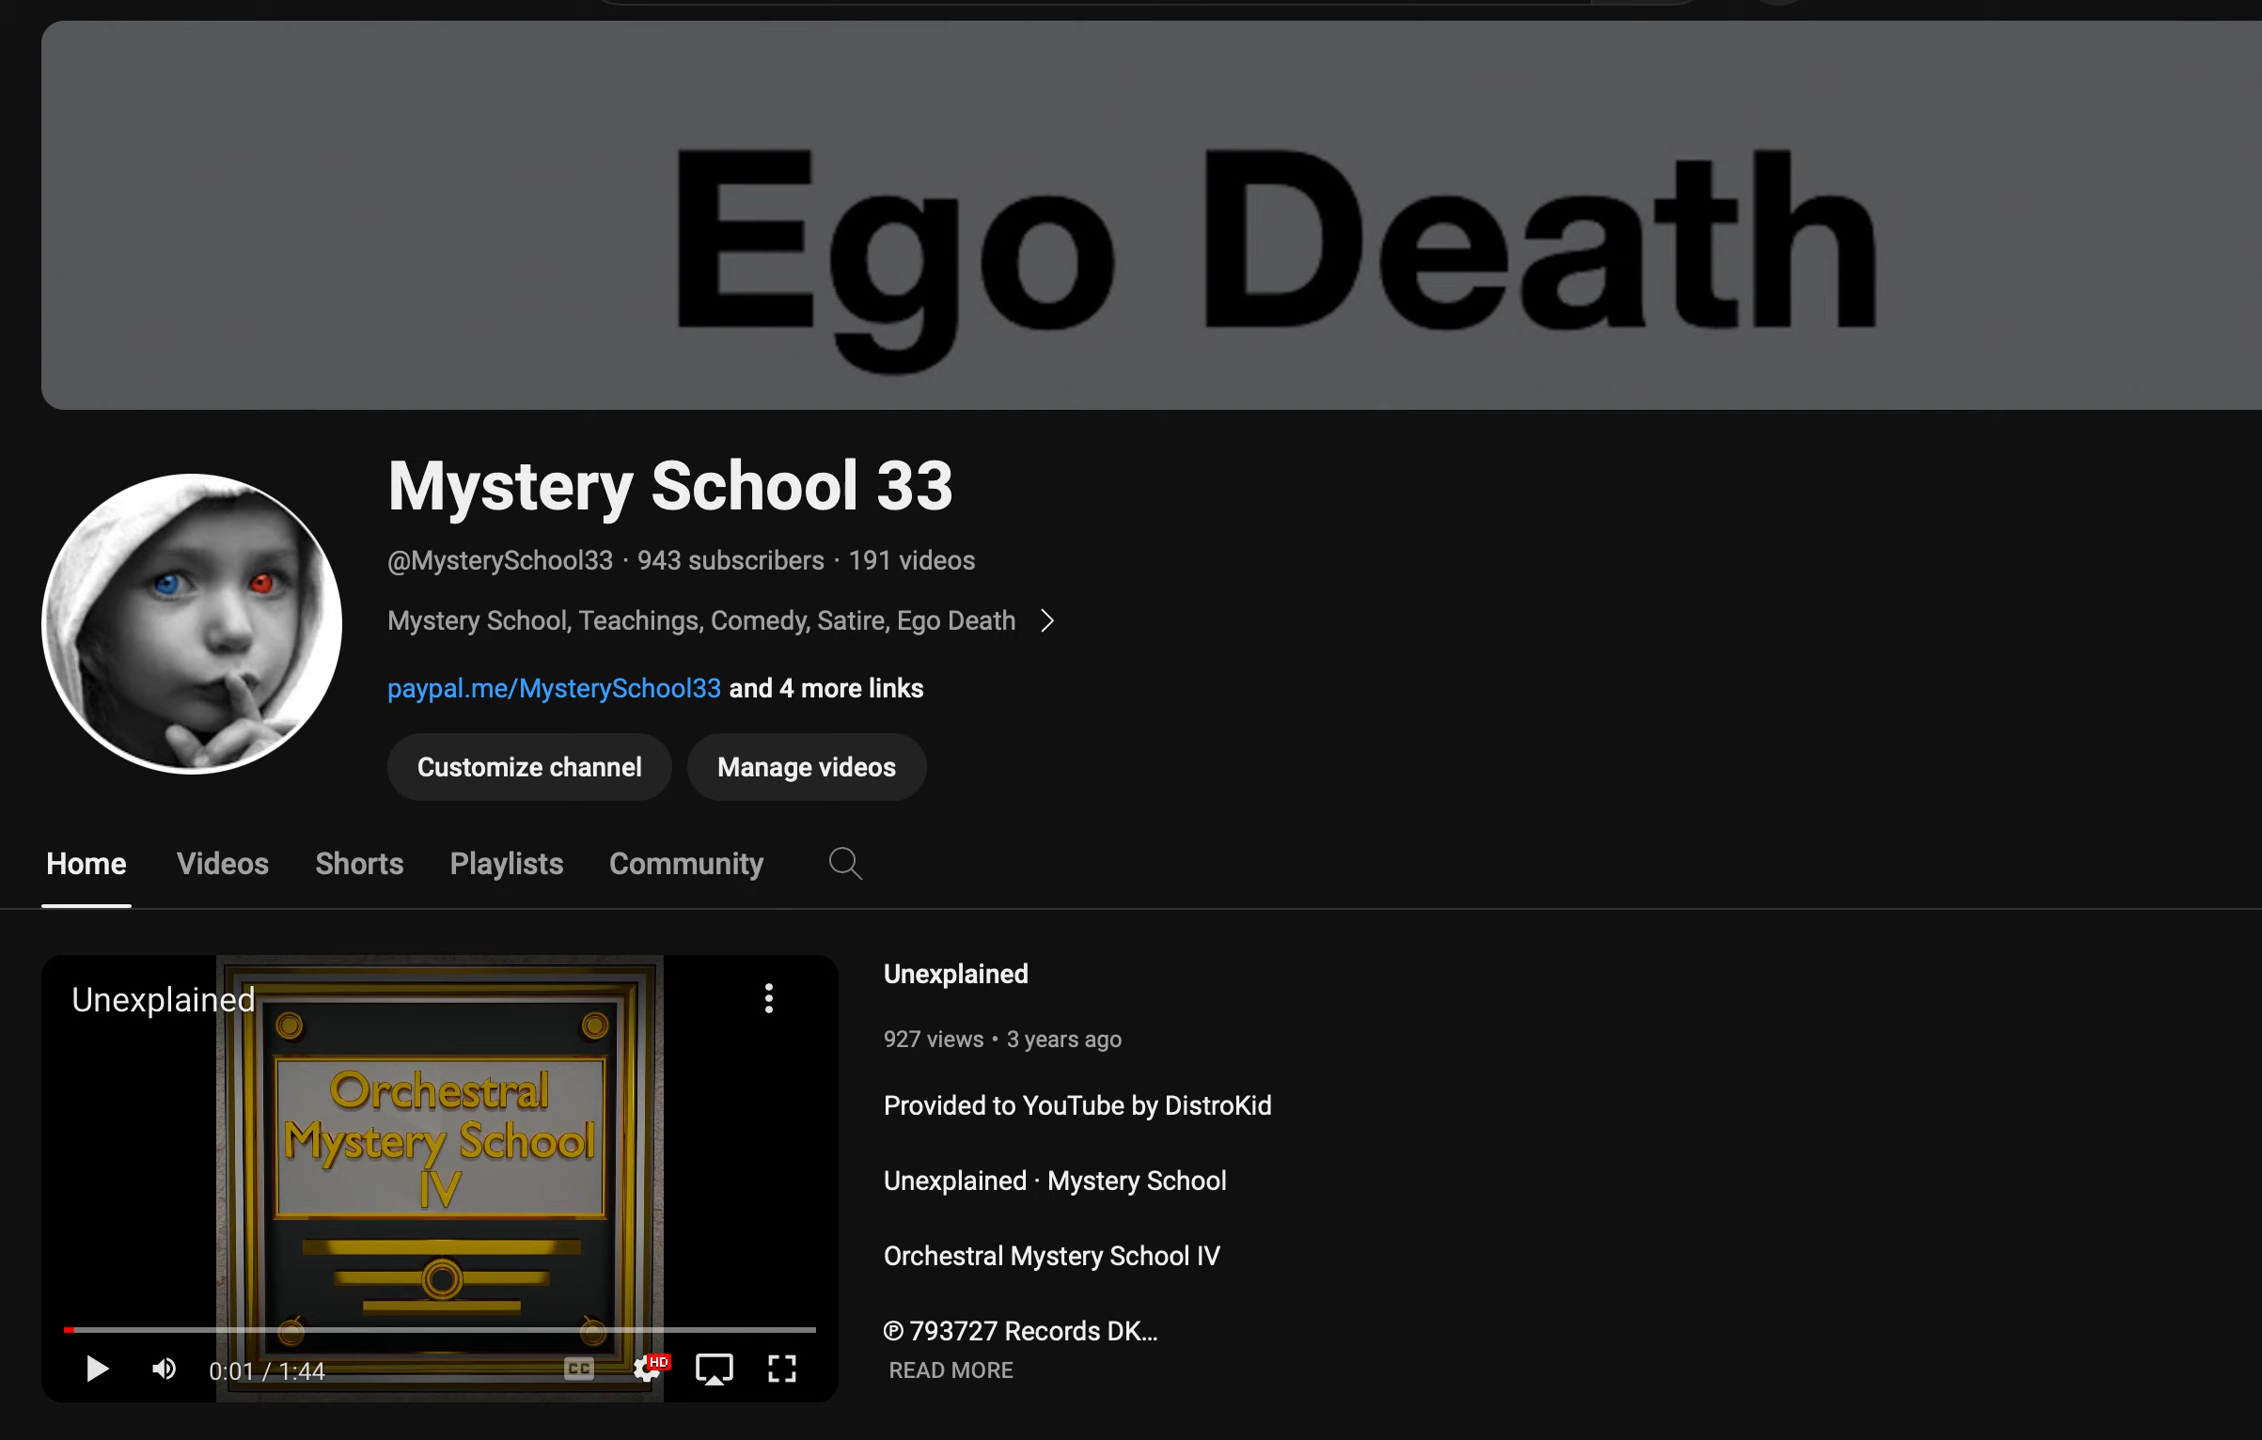 Ego Death
Mystery School 33
@MysterySchool33 · 943 subscribers · 191 videos
Mystery School, Teachings, Comedy, Satire, Ego Death
paypal.me/MysterySchool33 and 4 more links
Customize channel Manage videos
Home Videos Shorts Playlists Community
Unexplained
Orchestral
Mystery School
IV
0:01 / 1:44
CC
HD
Unexplained
927 views • 3 years ago
Provided to YouTube by DistroKid
Unexplained · Mystery School
Orchestral Mystery School IV
℗ 793727 Records DK...
READ MORE